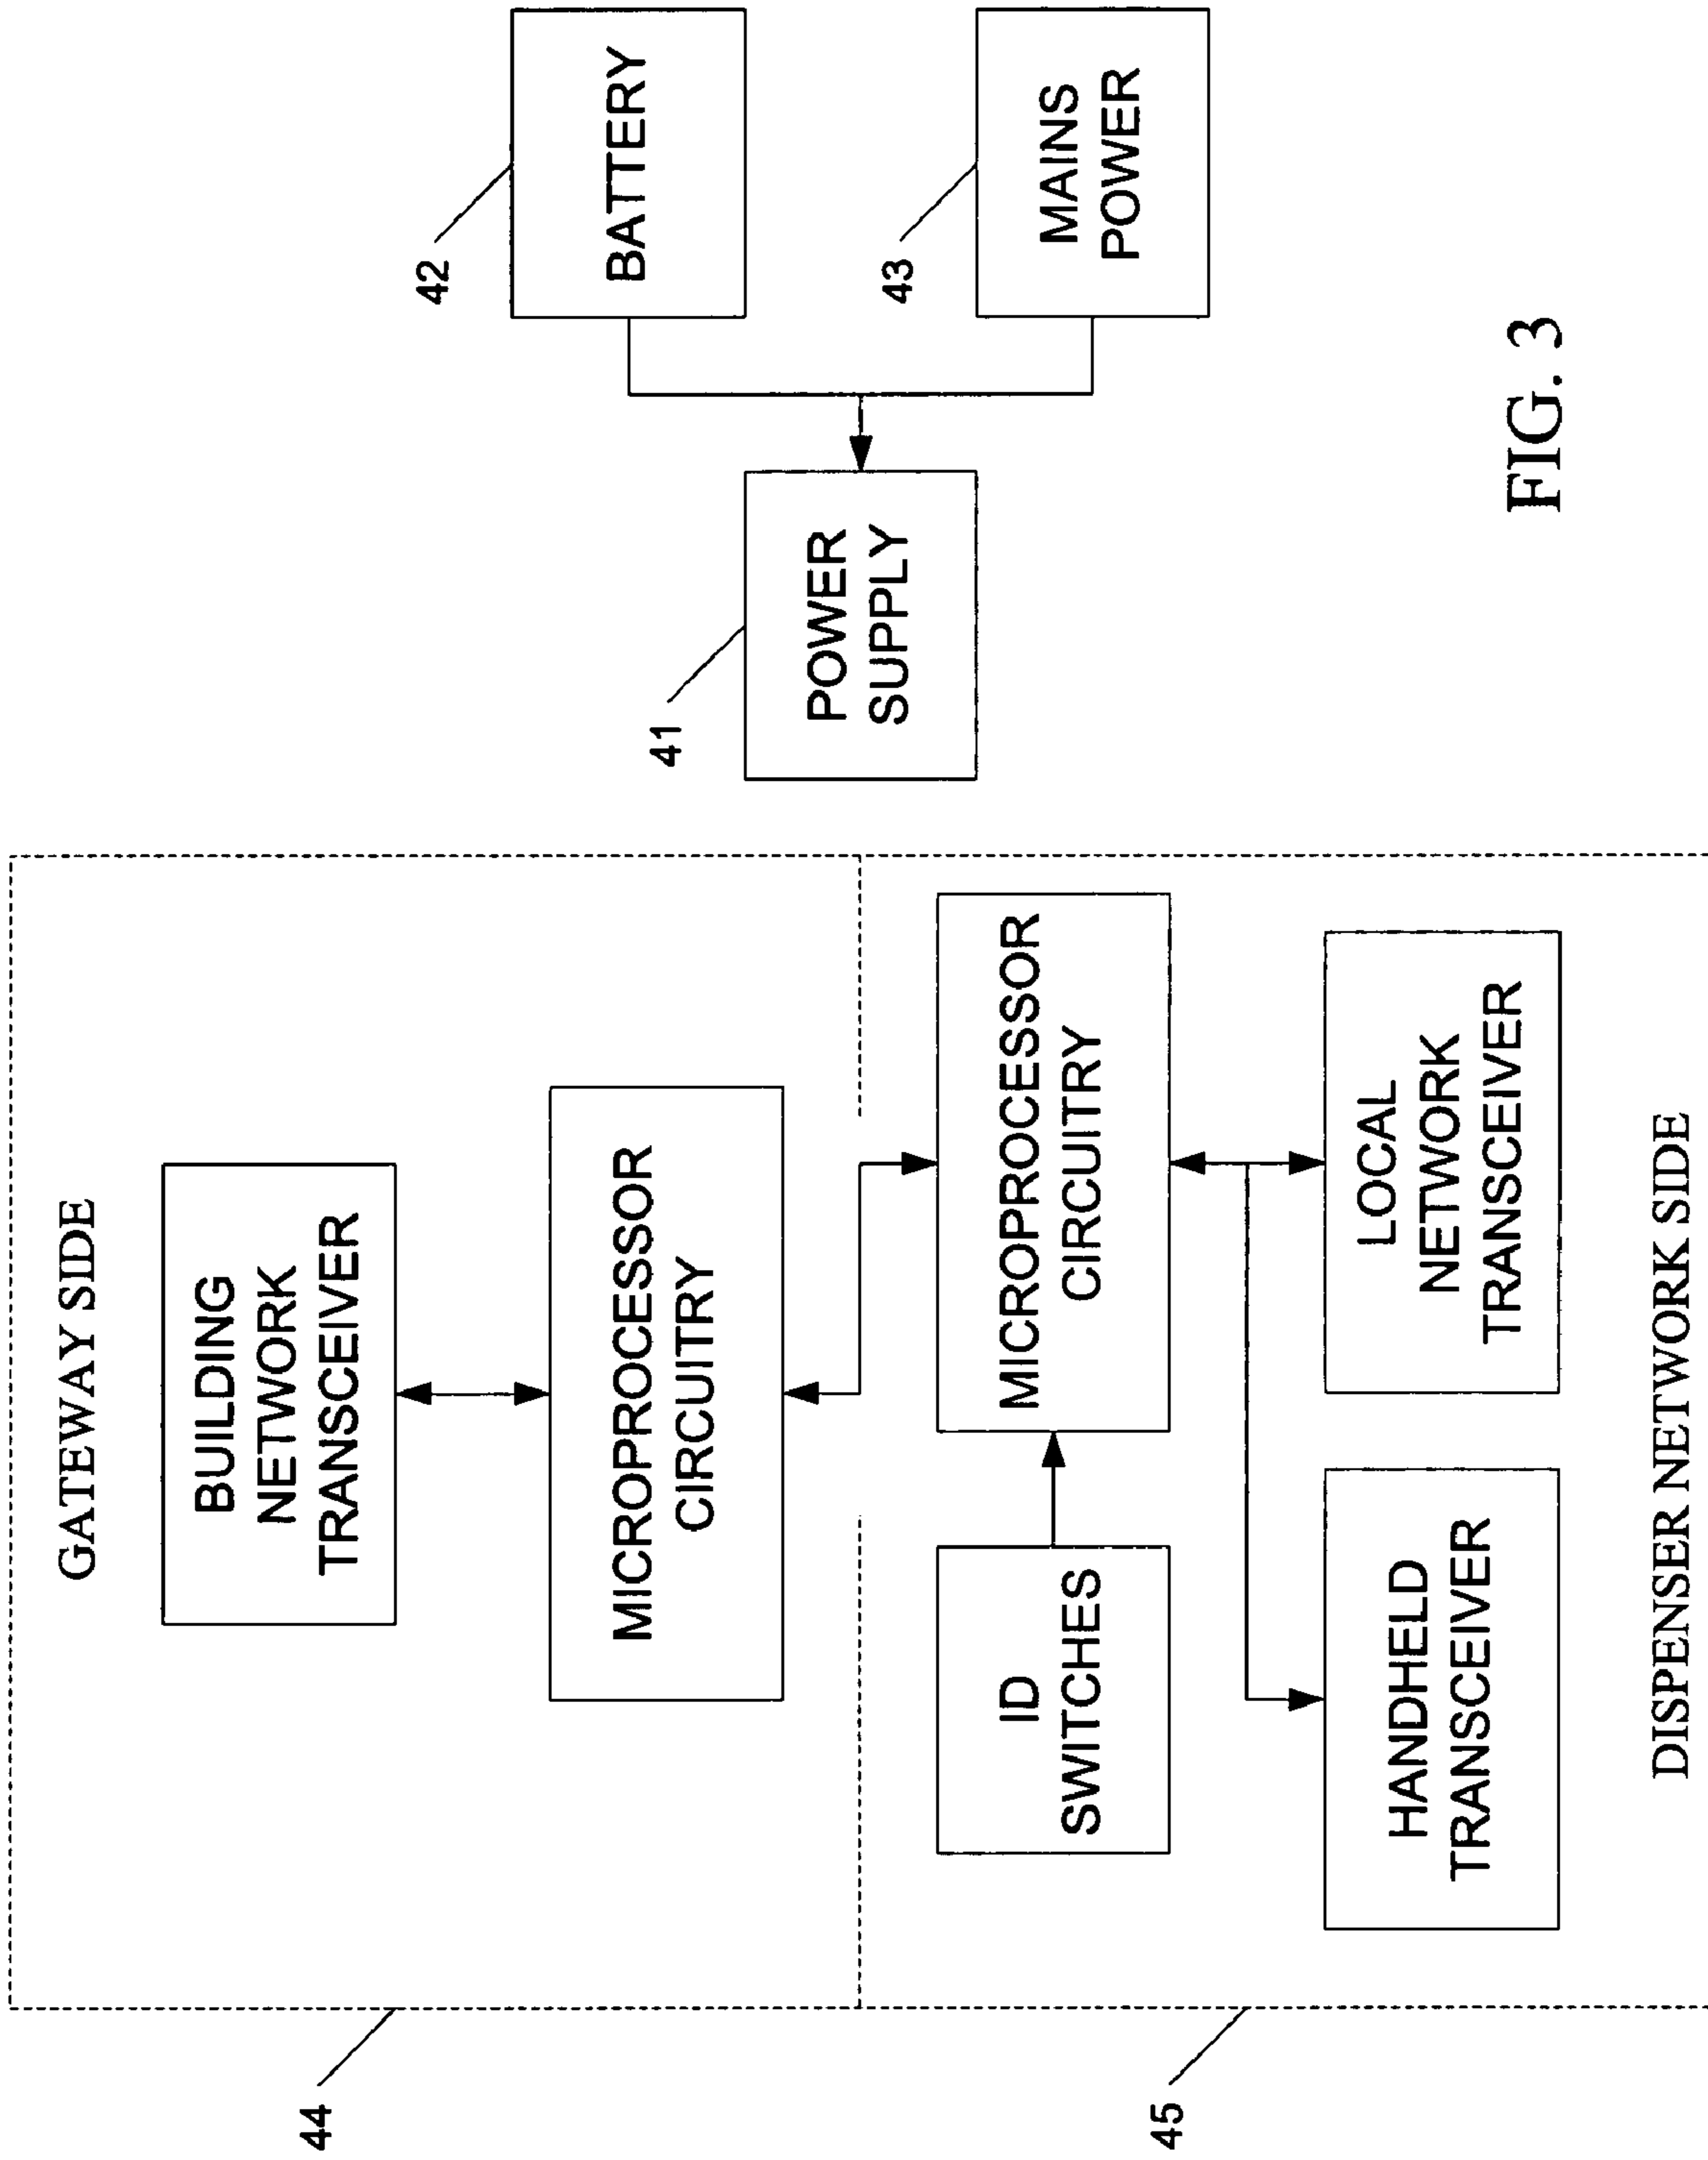 GATEWAY SIDE
44
BUILDING
NETWORK
TRANSCEIVER
MICROPROCESSOR
CIRCUITRY
45
ID
SWITCHES
MICROPROCESSOR
CIRCUITRY
HANDHELD
TRANSCEIVER
LOCAL
NETWORK
TRANSCEIVER
DISPENSER NETWORK SIDE
41
POWER
SUPPLY
42
BATTERY
43
MAINS
POWER
FIG. 3